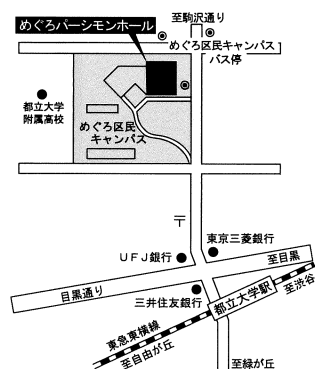 至駒沢通り
めぐろパーシモンホール
めぐろ区民キャンパス
バス停
都立大学
附属高校
めぐろ区民
キャンパス
〒
東京三菱銀行
UFJ銀行
至目黒
目黒通り
三井住友銀行
都立大学駅
至渋谷
東急東横線
至自由が丘
至緑が丘